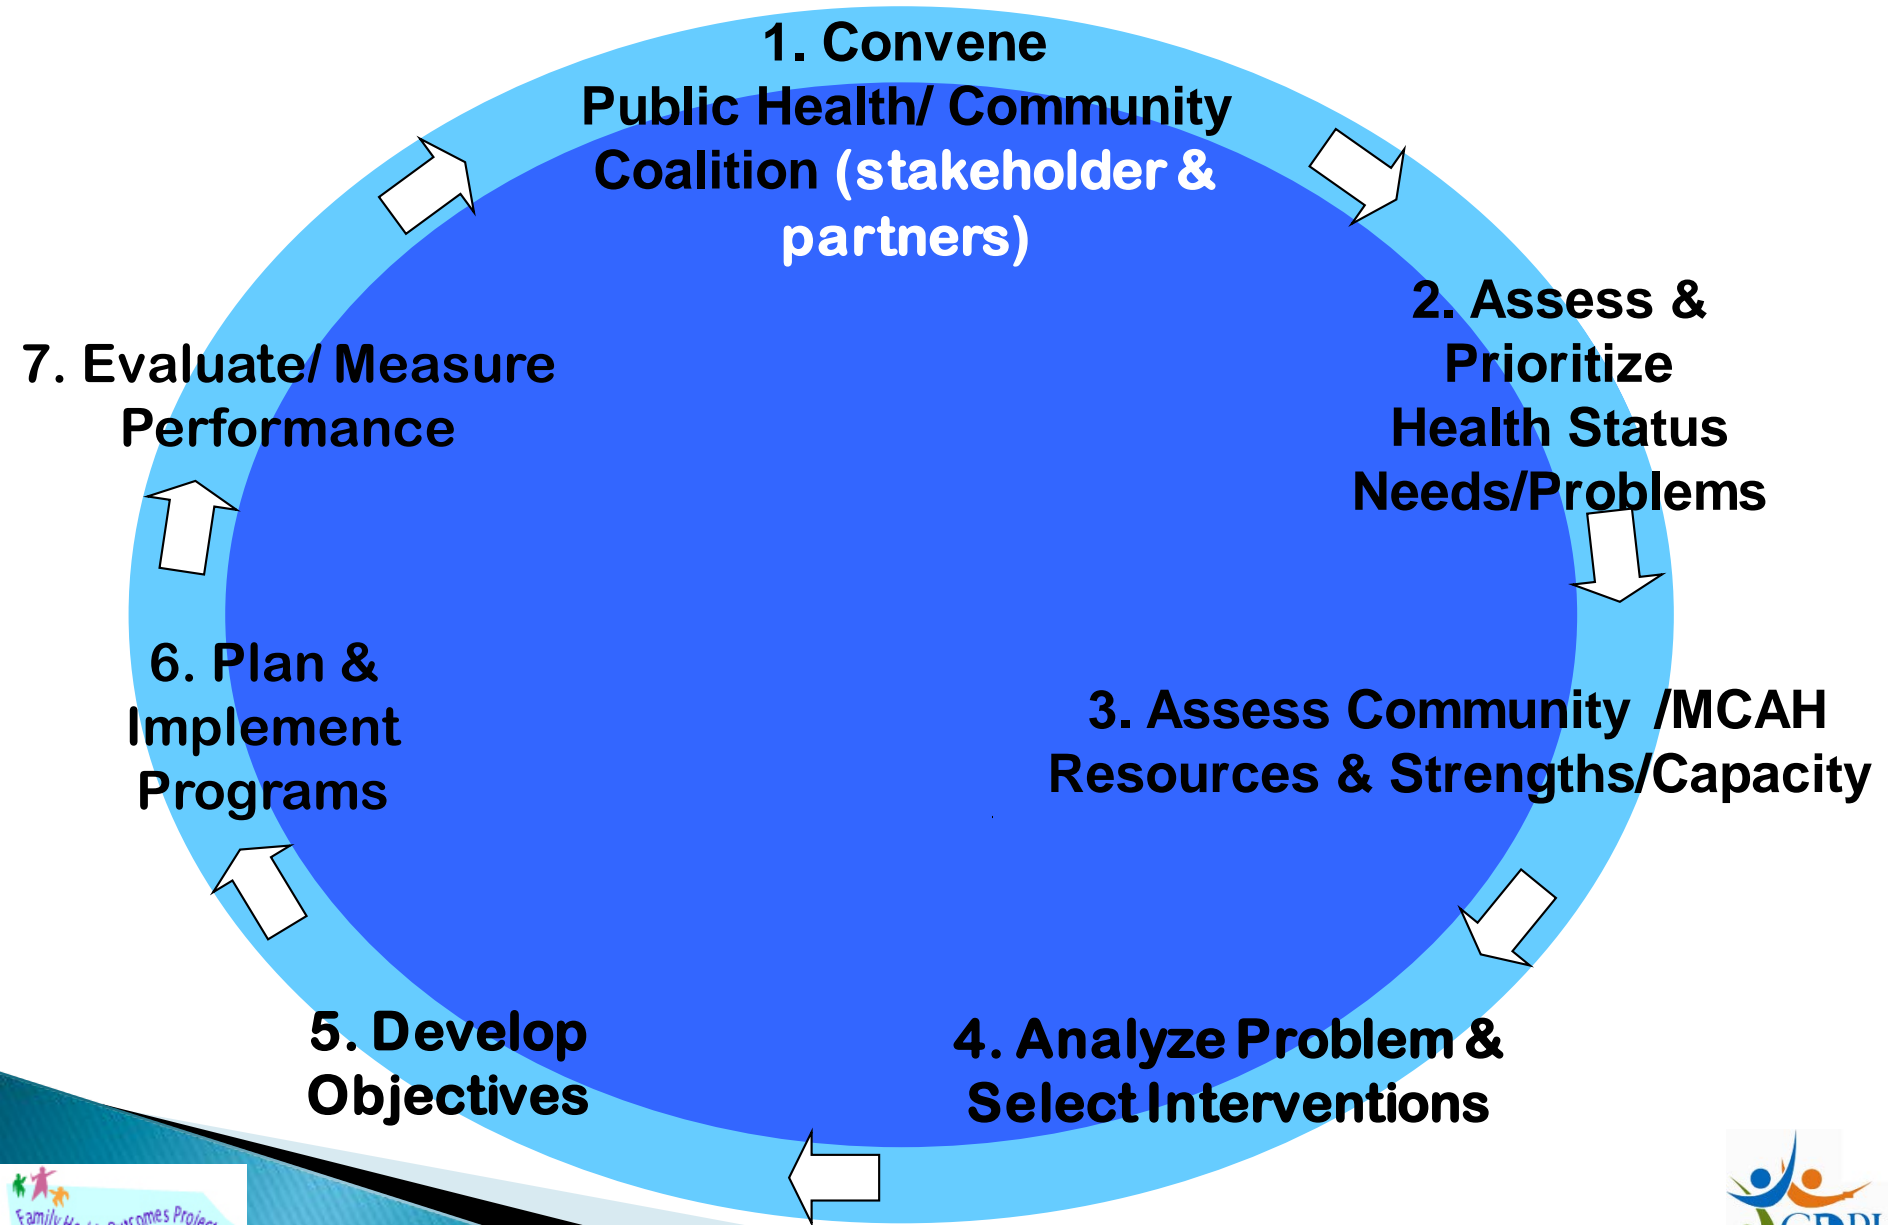 1. Convene
Public Health/ Community
Coalition (stakeholder &
partners)
2. Assess &
Prioritize
Health Status
Needs/Problems
3. Assess Community /MCAH
Resources & Strengths/Capacity
4. Analyze Problem &
Select Interventions
5. Develop
Objectives
6. Plan &
Implement
Programs
7. Evaluate/ Measure
Performance
Family